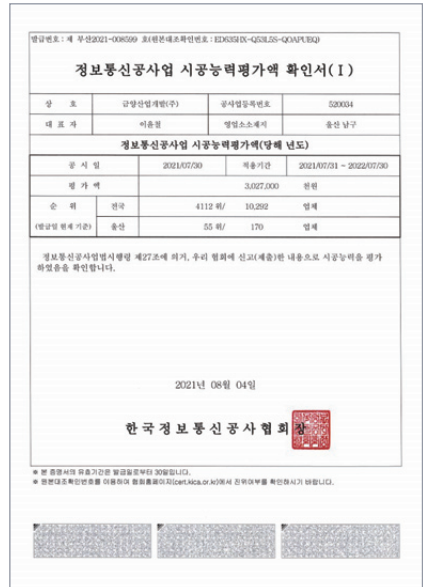 발급번호 : 제 부산2021-008599 호(원본대조확인번호 : ED635HX-Q53L5S-QOAPUEQ)
정보통신공사업 시공능력평가액 확인서(Ⅰ)
상 호 금양산업개발(주) 공사업등록번호 520034
대 표 자 이윤철 영업소소재지 울산 남구
정보통신공사업 시공능력평가액(당해 년도)
공 시 일 2021/07/30 적용기간 2021/07/31 ~ 2022/07/30
평 가 액 3,027,000 천원
순 위 전국 4112 위/ 10,292 업체
(발급일 현재 기준) 울산 55 위/ 170 업체
정보통신공사업법시행령 제27조에 의거, 우리 협회에 신고(제출)한 내용으로 시공능력을 평가
하였음을 확인합니다.
2021년 08월 04일
한국정보통신공사협회장
※ 본 증명서의 유효기간은 발급일로부터 30일입니다.
※ 원본대조확인번호를 이용하여 협회홈페이지(cert.kica.or.kr)에서 진위여부를 확인하시기 바랍니다.